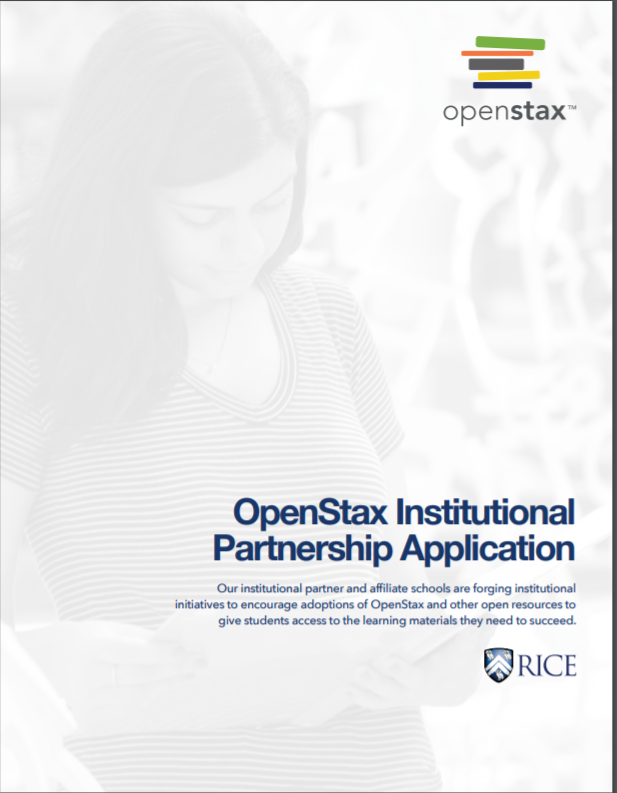 openstax™
OpenStax Institutional
Partnership Application
Our institutional partner and affiliate schools are forging institutional
initiatives to encourage adoptions of OpenStax and other open resources to
give students access to the learning materials they need to succeed.
RICE